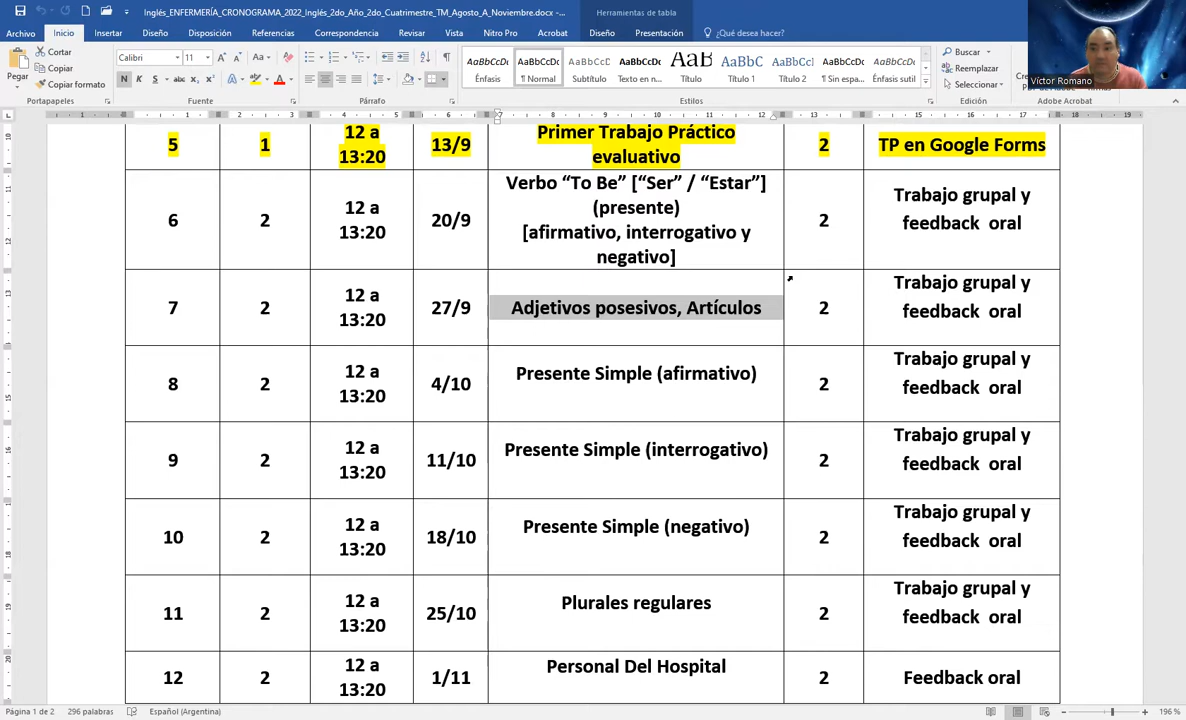 Inglés_ENFERMERÍA_CRONOGRAMA_2022_Inglés_2do_Año_2do_Cuatrimestre_TM_Agosto_A_Noviembre.docx -...
Herramientas de tabla
Archivo Inicio Insertar Diseño Disposición Referencias Correspondencia Revisar Vista Nitro Pro Acrobat Diseño Presentación ¿Qué desea hacer?
Pegar
Cortar
Copiar
Copiar formato
Portapapeles
Calibri 11
N K S abc
Fuente
Párrafo
AaBbCcDc AaBbCcDc AaBbCcD AaBbCcDc AaB AaBbC AaBbCcD AaBbCcDc AaBbCcDc
Énfasis ¶ Normal Subtítulo Texto en n... Título Título 1 Título 2 ¶ Sin espa... Énfasis sutil
Estilos
Buscar
Reemplazar
Seleccionar
Edición
Adobe Acrobat
Víctor Romano
5 1 12 a 13:20 13/9 Primer Trabajo Práctico evaluativo 2 TP en Google Forms
6 2 12 a 13:20 20/9 Verbo “To Be” [“Ser” / “Estar”] (presente) [afirmativo, interrogativo y negativo] 2 Trabajo grupal y feedback oral
7 2 12 a 13:20 27/9 Adjetivos posesivos, Artículos 2 Trabajo grupal y feedback oral
8 2 12 a 13:20 4/10 Presente Simple (afirmativo) 2 Trabajo grupal y feedback oral
9 2 12 a 13:20 11/10 Presente Simple (interrogativo) 2 Trabajo grupal y feedback oral
10 2 12 a 13:20 18/10 Presente Simple (negativo) 2 Trabajo grupal y feedback oral
11 2 12 a 13:20 25/10 Plurales regulares 2 Trabajo grupal y feedback oral
12 2 12 a 13:20 1/11 Personal Del Hospital 2 Feedback oral
Página 1 de 2 296 palabras Español (Argentina) 196 %